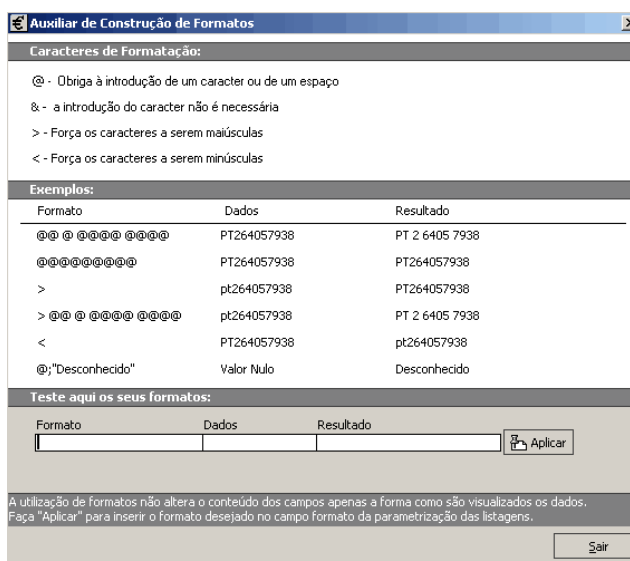 Auxiliar de Construção de Formatos
Caracteres de Formatação:
@ - Obriga à introdução de um caracter ou de um espaço
& - a introdução do caracter não é necessária
> - Força os caracteres a serem maiúsculas
< - Força os caracteres a serem minúsculas
Exemplos:
Formato Dados Resultado
@@ @ @@@@ @@@@ PT264057938 PT 2 6405 7938
@@@@@@@@@ PT264057938 PT264057938
> pt264057938 PT264057938
> @@ @ @@@@ @@@@ pt264057938 PT 2 6405 7938
< PT264057938 pt264057938
@;"Desconhecido" Valor Nulo Desconhecido
Teste aqui os seus formatos:
Formato Dados Resultado
Aplicar
A utilização de formatos não altera o conteúdo dos campos apenas a forma como são visualizados os dados.
Faça "Aplicar" para inserir o formato desejado no campo formato da parametrização das listagens.
Sair